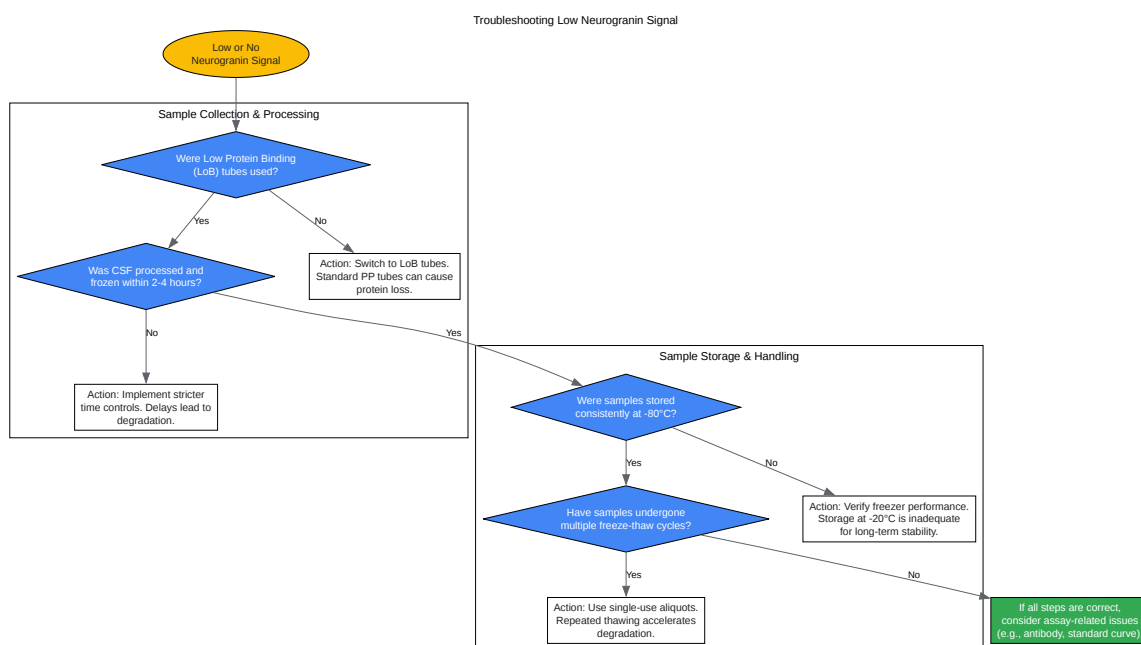 Troubleshooting Low Neurogranin Signal
Low or No
Neurogranin Signal
Sample Collection & Processing
Were Low Protein Binding
(LoB) tubes used?
Yes
No
Was CSF processed and
frozen within 2-4 hours?
Action: Switch to LoB tubes.
Standard PP tubes can cause
protein loss.
No
Yes
Action: Implement stricter
time controls. Delays lead to
degradation.
Sample Storage & Handling
Were samples stored
consistently at -80°C?
Yes
No
Have samples undergone
multiple freeze-thaw cycles?
Action: Verify freezer performance.
Storage at -20°C is inadequate
for long-term stability.
Yes
No
Action: Use single-use aliquots.
Repeated thawing accelerates
degradation.
If all steps are correct,
consider assay-related issues
(e.g., antibody, standard curve)